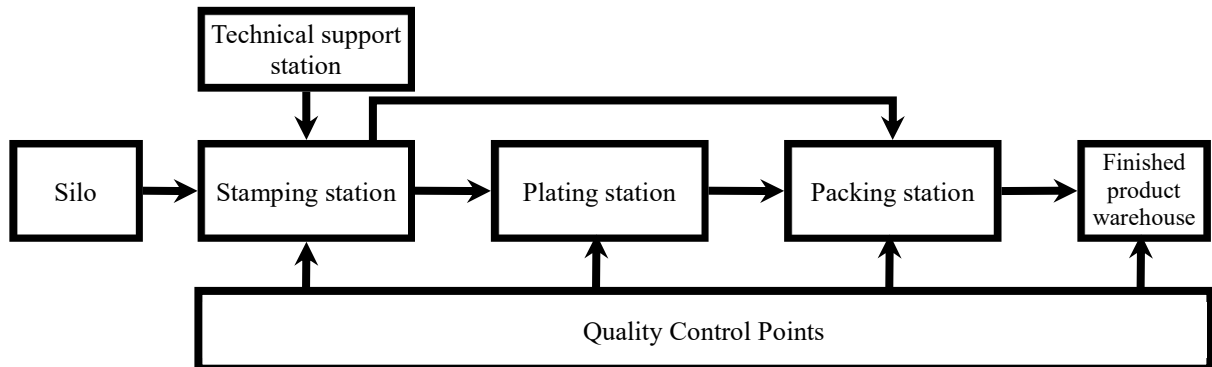 Technical support
station
Silo
Stamping station
Plating station
Packing station
Finished
product
warehouse
Quality Control Points